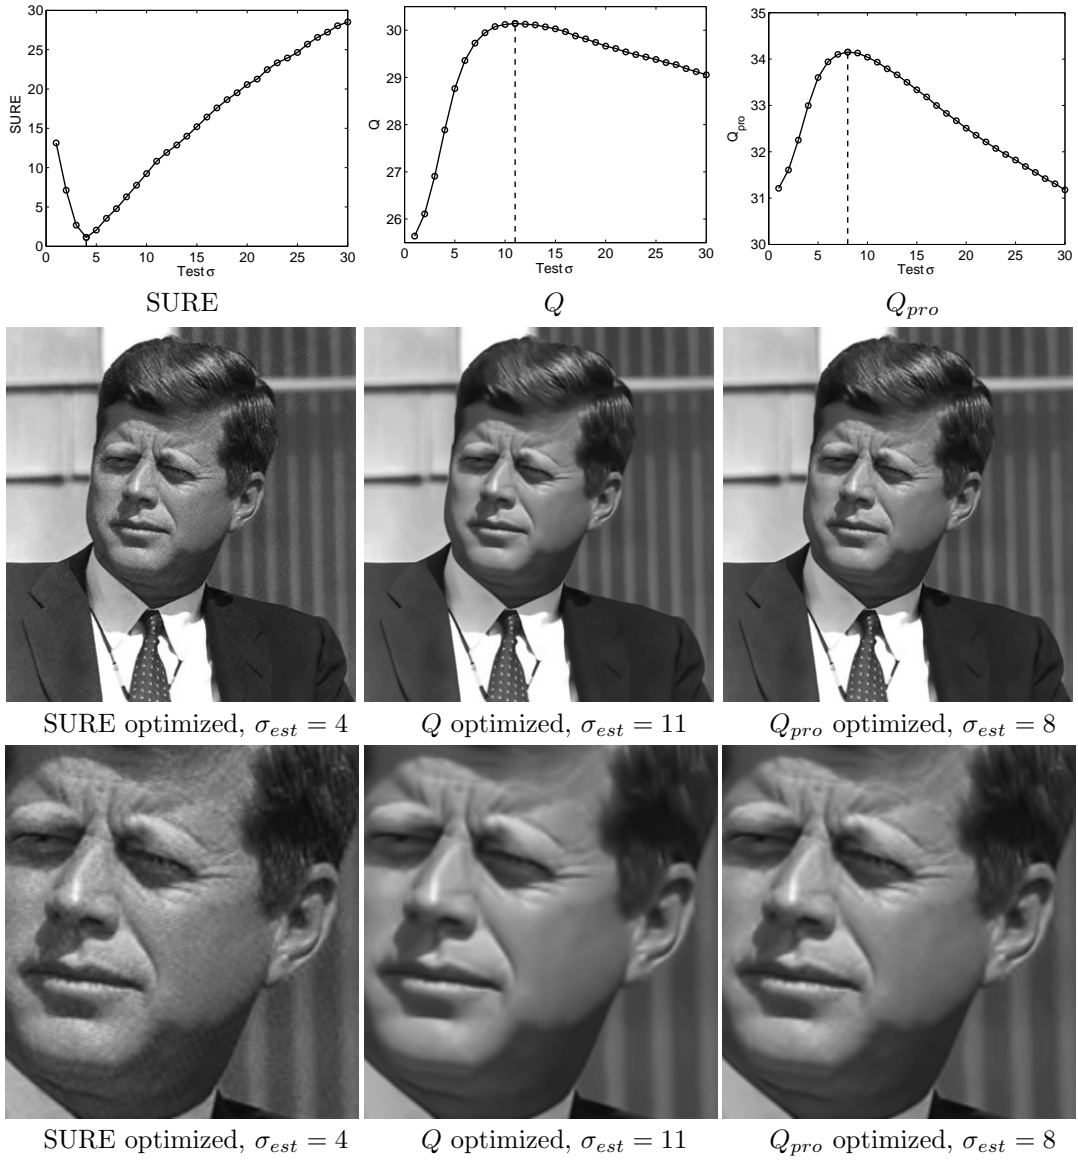 30
25
20
15
10
5
0
SURE
0 5 10 15 20 25 30
Test σ
SURE
30
29
28
27
26
Q
0 5 10 15 20 25 30
Test σ
Q
35
34
33
32
31
30
Q_pro
0 5 10 15 20 25 30
Test σ
Q_pro
SURE optimized, σ_est = 4
Q optimized, σ_est = 11
Q_pro optimized, σ_est = 8
SURE optimized, σ_est = 4
Q optimized, σ_est = 11
Q_pro optimized, σ_est = 8